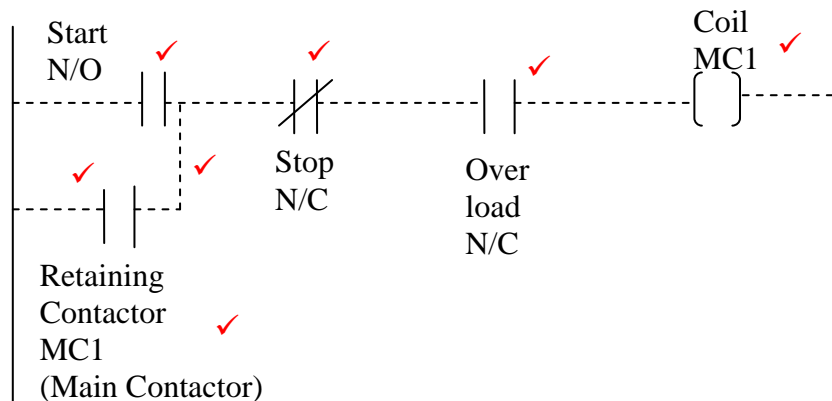 Start
N/O
Coil
MC1
Stop
N/C
Over
load
N/C
Retaining
Contactor
MC1
(Main Contactor)